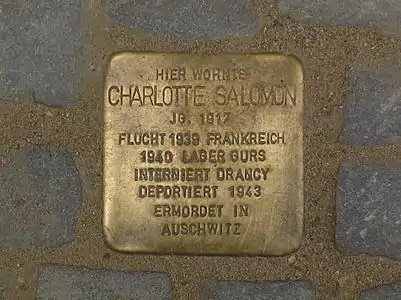 HIER WOHNTE
CHARLOTTE SALOMON
JG. 1917
FLUCHT 1939 FRANKREICH
1940 LAGER GURS
INTERNIERT DRANCY
DEPORTIERT 1943
ERMORDET IN
AUSCHWITZ